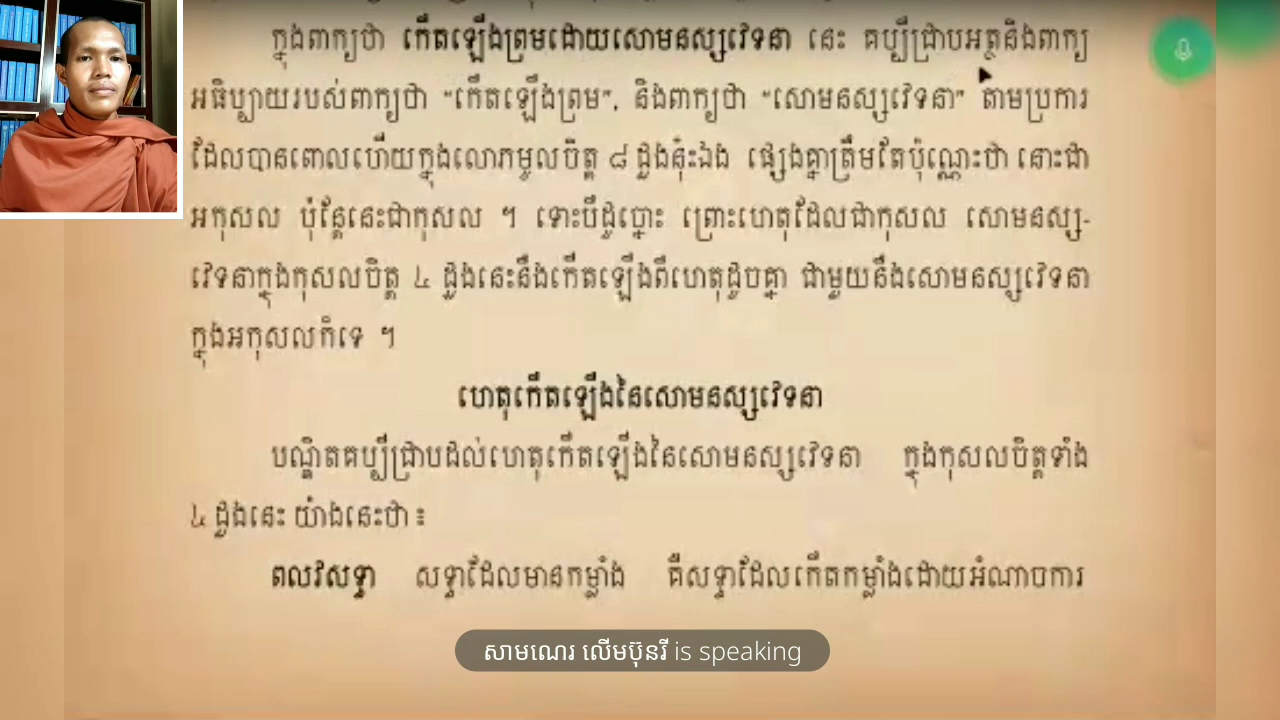 ក្នុងពាក្យថា កើតឡើងព្រមដោយសោមនស្សវេទនា នេះ គប្បីជ្រាបអត្ថនិងពាក្យ
អធិប្បាយរបស់ពាក្យថា “កើតឡើងព្រម”, និងពាក្យថា “សោមនស្សវេទនា” តាមប្រការ
ដែលបានពោលហើយក្នុងលោភមូលចិត្ត ៨ ដួងនុ៎ះឯង ផ្សេងគ្នាត្រឹមតែប៉ុណ្ណេះថា នោះជា
អកុសល ប៉ុន្តែនេះជាកុសល ។ ទោះបីដូច្នោះ ព្រោះហេតុដែលជាកុសល សោមនស្ស-
វេទនាក្នុងកុសលចិត្ត ៤ ដួងនេះនឹងកើតឡើងពីហេតុដូចគ្នា ជាមួយនឹងសោមនស្សវេទនា
ក្នុងអកុសលក៏ទេ ។
ហេតុកើតឡើងនៃសោមនស្សវេទនា
បណ្ឌិតគប្បីជ្រាបដល់ហេតុកើតឡើងនៃសោមនស្សវេទនា ក្នុងកុសលចិត្តទាំង
៤ ដួងនេះ យ៉ាងនេះថា ៖
ពលវសទ្ធា សទ្ធាដែលមានកម្លាំង គឺសទ្ធាដែលកើតកម្លាំងដោយអំណាចការ
សាមណេរ លើមប៊ុនរី is speaking